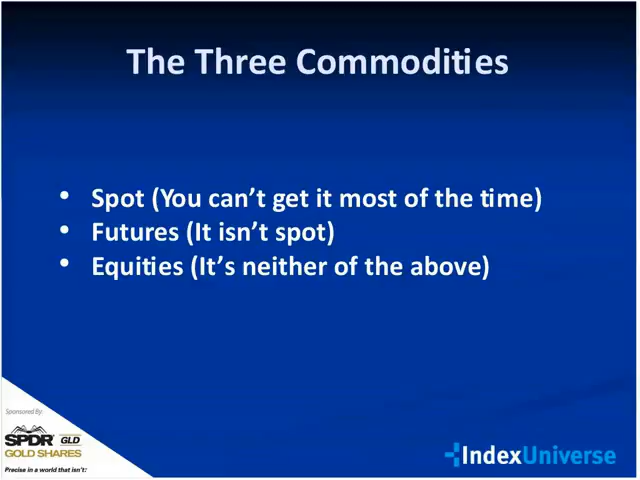 The Three Commodities
• Spot (You can't get it most of the time)
• Futures (It isn't spot)
• Equities (It's neither of the above)
Sponsored By:
SPDR GLD
GOLD SHARES
Precise in a world that isn't:
IndexUniverse